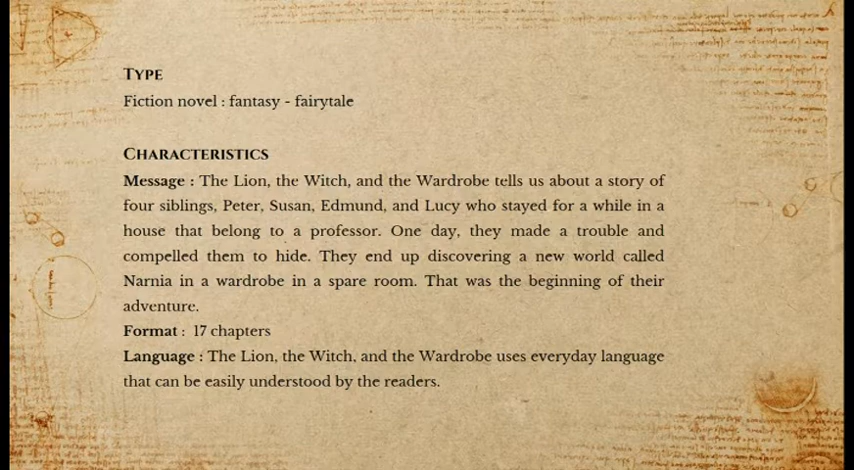 TYPE
Fiction novel : fantasy - fairytale
CHARACTERISTICS
Message : The Lion, the Witch, and the Wardrobe tells us about a story of
four siblings, Peter, Susan, Edmund, and Lucy who stayed for a while in a
house that belong to a professor. One day, they made a trouble and
compelled them to hide. They end up discovering a new world called
Narnia in a wardrobe in a spare room. That was the beginning of their
adventure.
Format : 17 chapters
Language : The Lion, the Witch, and the Wardrobe uses everyday language
that can be easily understood by the readers.